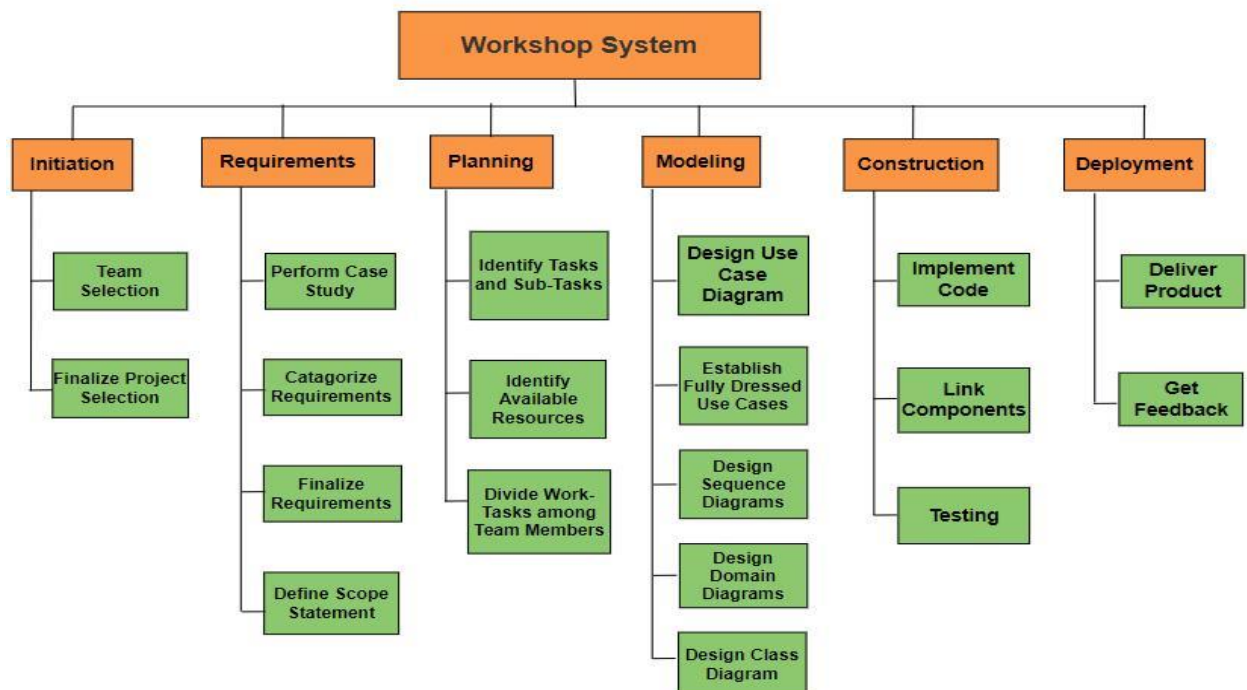 Workshop System
Initiation
Requirements
Planning
Modeling
Construction
Deployment
Team
Selection
Finalize Project
Selection
Perform Case
Study
Catagorize
Requirements
Finalize
Requirements
Define Scope
Statement
Identify Tasks
and Sub-Tasks
Identify
Available
Resources
Divide Work-
Tasks among
Team Members
Design Use
Case
Diagram
Establish
Fully Dressed
Use Cases
Design
Sequence
Diagrams
Design
Domain
Diagrams
Design Class
Diagram
Implement
Code
Link
Components
Testing
Deliver
Product
Get
Feedback